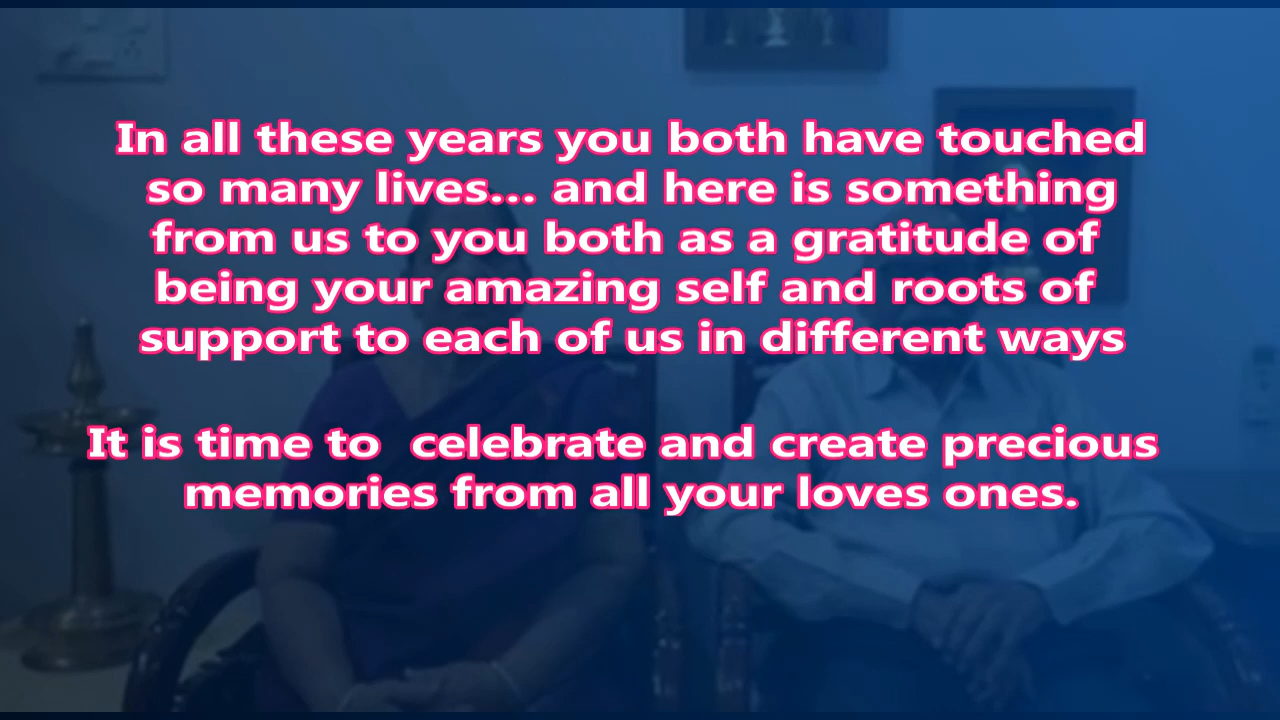 In all these years you both have touched
so many lives... and here is something
from us to you both as a gratitude of
being your amazing self and roots of
support to each of us in different ways
It is time to  celebrate and create precious
memories from all your loves ones.